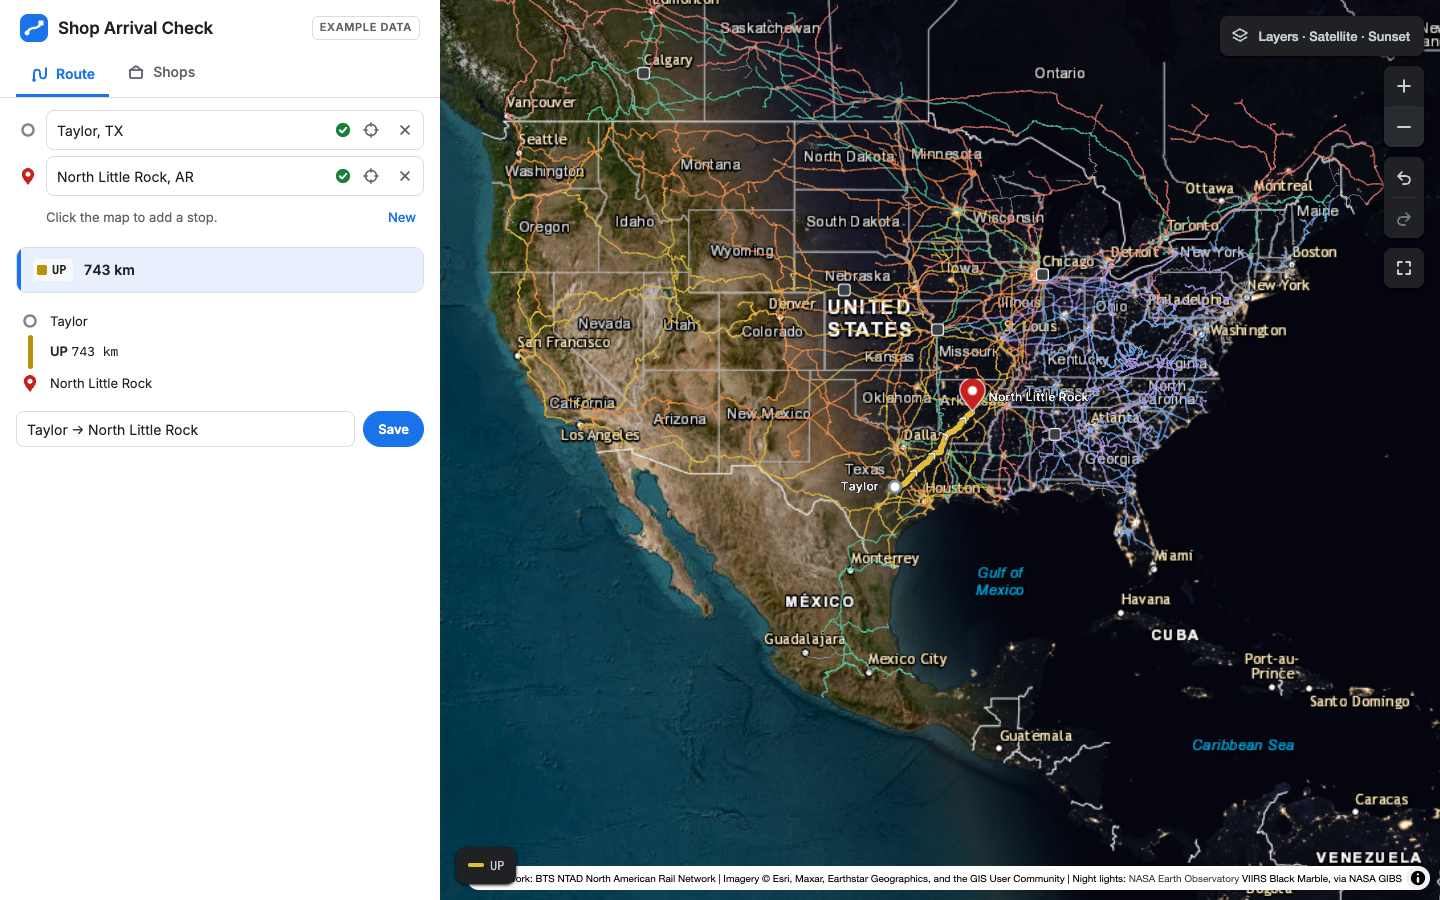 Shop Arrival Check
EXAMPLE DATA
Route
Shops
Taylor, TX
North Little Rock, AR
Click the map to add a stop.
New
UP
743 km
Taylor
UP 743 km
North Little Rock
Taylor → North Little Rock
Save
Layers · Satellite · Sunset
Edmonton
Saskatchewan
Calgary
Ontario
Vancouver
Seattle
Washington
Montana
North Dakota
Minnesota
Ottawa
Montréal
Maine
Oregon
Idaho
South Dakota
Wisconsin
Toronto
Wyoming
Detroit
New York
Boston
Chicago
Iowa
Nebraska
New York
Denver
UNITED
STATES
Illinois
Ohio
Philadelphia
Nevada
Utah
Colorado
St. Louis
Washington
San Francisco
Kansas
Missouri
Kentucky
Virginia
California
Arizona
New Mexico
Oklahoma
North Little Rock
Tennessee
North
Carolina
Los Angeles
Dalla
Atlanta
Georgia
Texas
Taylor
Houston
Monterrey
Gulf of
Mexico
Miami
Havana
MÉXICO
CUBA
Guadalajara
Mexico City
Port-au-
Prince
Santo Domingo
Guatemala
Caribbean Sea
Caracas
VENEZUELA
Bogota
UP
ork: BTS NTAD North American Rail Network | Imagery © Esri, Maxar, Earthstar Geographics, and the GIS User Community | Night lights: NASA Earth Observatory VIIRS Black Marble, via NASA GIBS